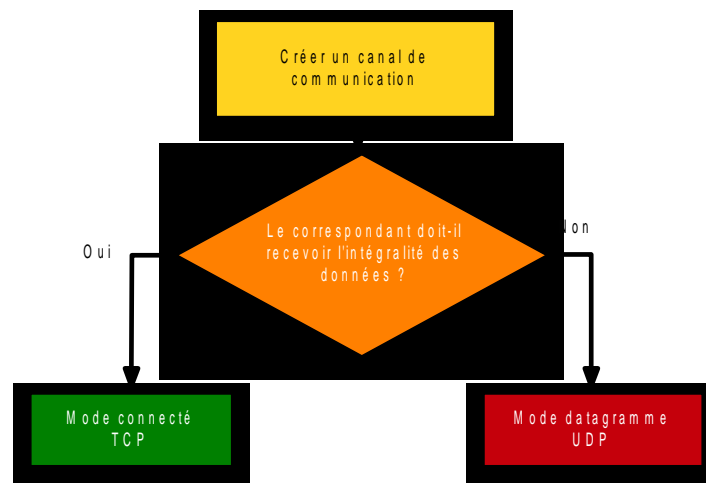 Créer un canal de
communication
Le correspondant doit-il
recevoir l'intégralité des
données ?
Oui
Non
Mode connecté
TCP
Mode datagramme
UDP